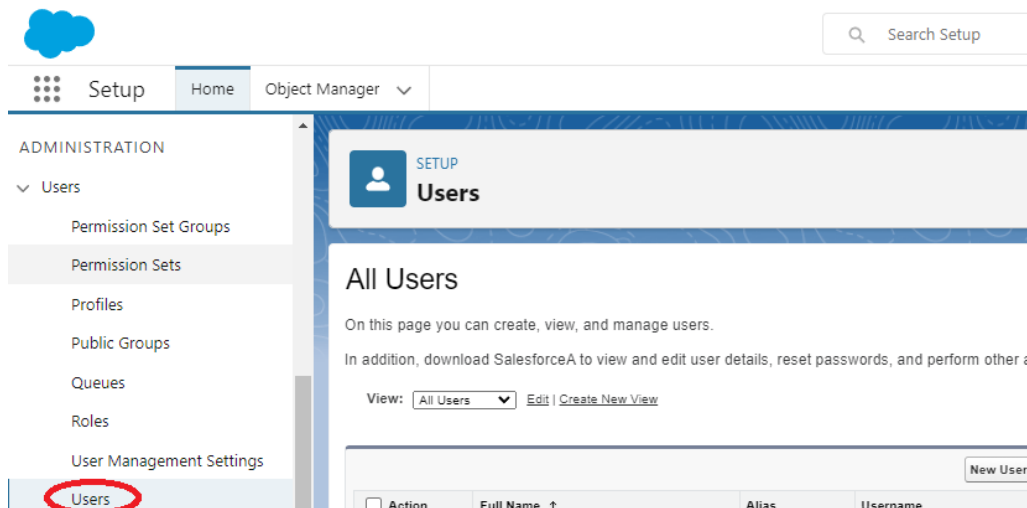 Search Setup
Setup
Home
Object Manager
ADMINISTRATION
Users
Permission Set Groups
Permission Sets
Profiles
Public Groups
Queues
Roles
User Management Settings
Users
SETUP
Users
All Users
On this page you can create, view, and manage users.
In addition, download SalesforceA to view and edit user details, reset passwords, and perform other a
View: All Users Edit | Create New View
New User
Action Full Name ↑ Alias Username